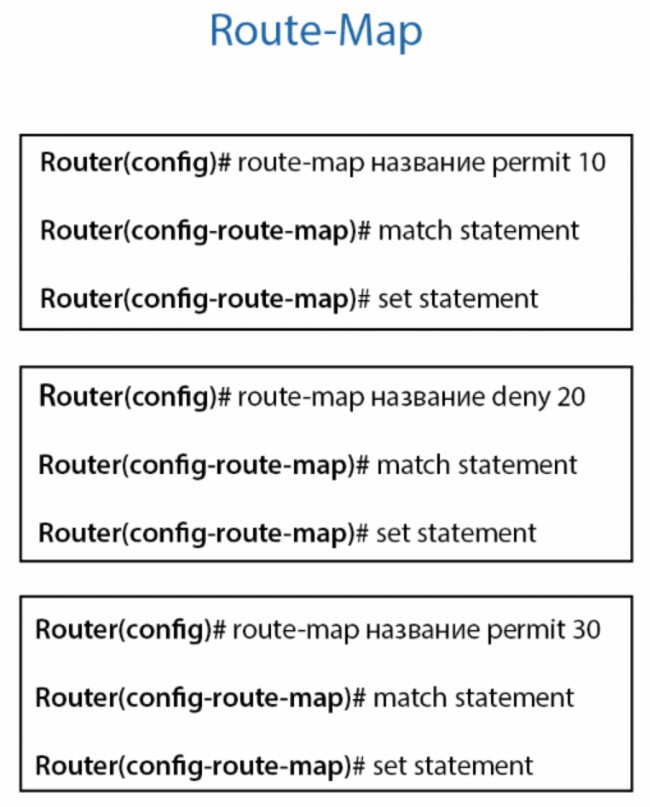 Route-Map
Router(config)# route-map название permit 10
Router(config-route-map)# match statement
Router(config-route-map)# set statement
Router(config)# route-map название deny 20
Router(config-route-map)# match statement
Router(config-route-map)# set statement
Router(config)# route-map название permit 30
Router(config-route-map)# match statement
Router(config-route-map)# set statement